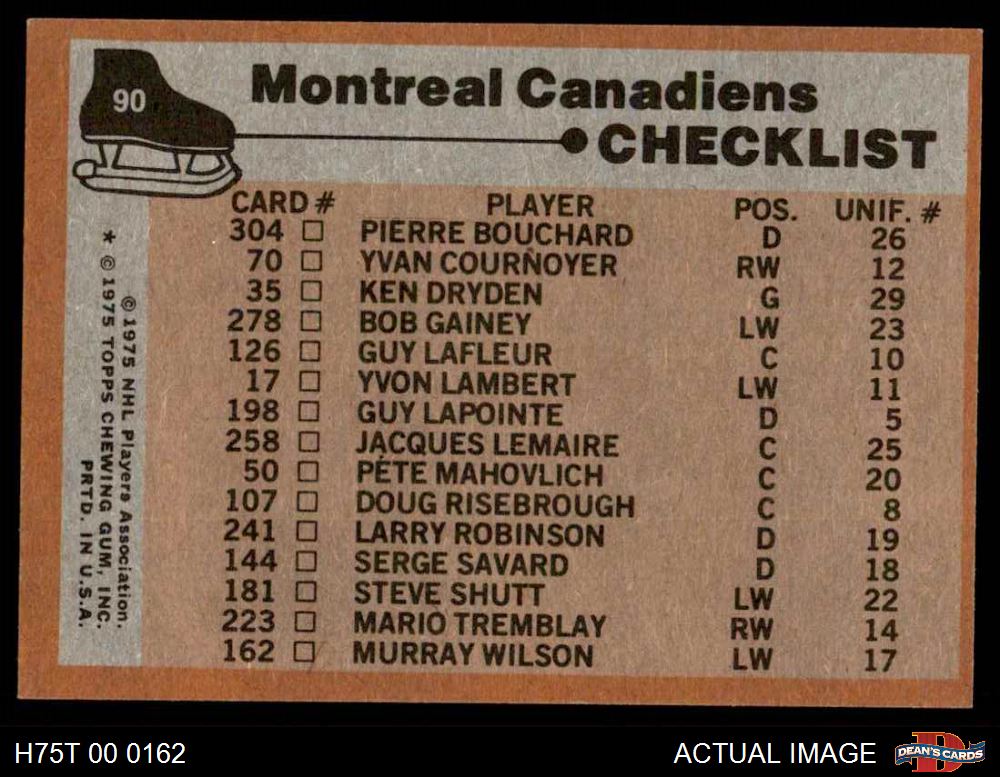 90
Montreal Canadiens
CHECKLIST
CARD # PLAYER POS. UNIF. #
304 □ PIERRE BOUCHARD D 26
70 □ YVAN COURNOYER RW 12
35 □ KEN DRYDEN G 29
278 □ BOB GAINEY LW 23
126 □ GUY LAFLEUR C 10
17 □ YVON LAMBERT LW 11
198 □ GUY LAPOINTE D 5
258 □ JACQUES LEMAIRE C 25
50 □ PETE MAHOVLICH C 20
107 □ DOUG RISEBROUGH C 8
241 □ LARRY ROBINSON D 19
144 □ SERGE SAVARD D 18
181 □ STEVE SHUTT LW 22
223 □ MARIO TREMBLAY RW 14
162 □ MURRAY WILSON LW 17
© 1975 NHL Players Association.
* © 1975 TOPPS CHEWING GUM, INC.
PRTD. IN U.S.A.
H75T 00 0162
ACTUAL IMAGE
D
DEAN'S CARDS